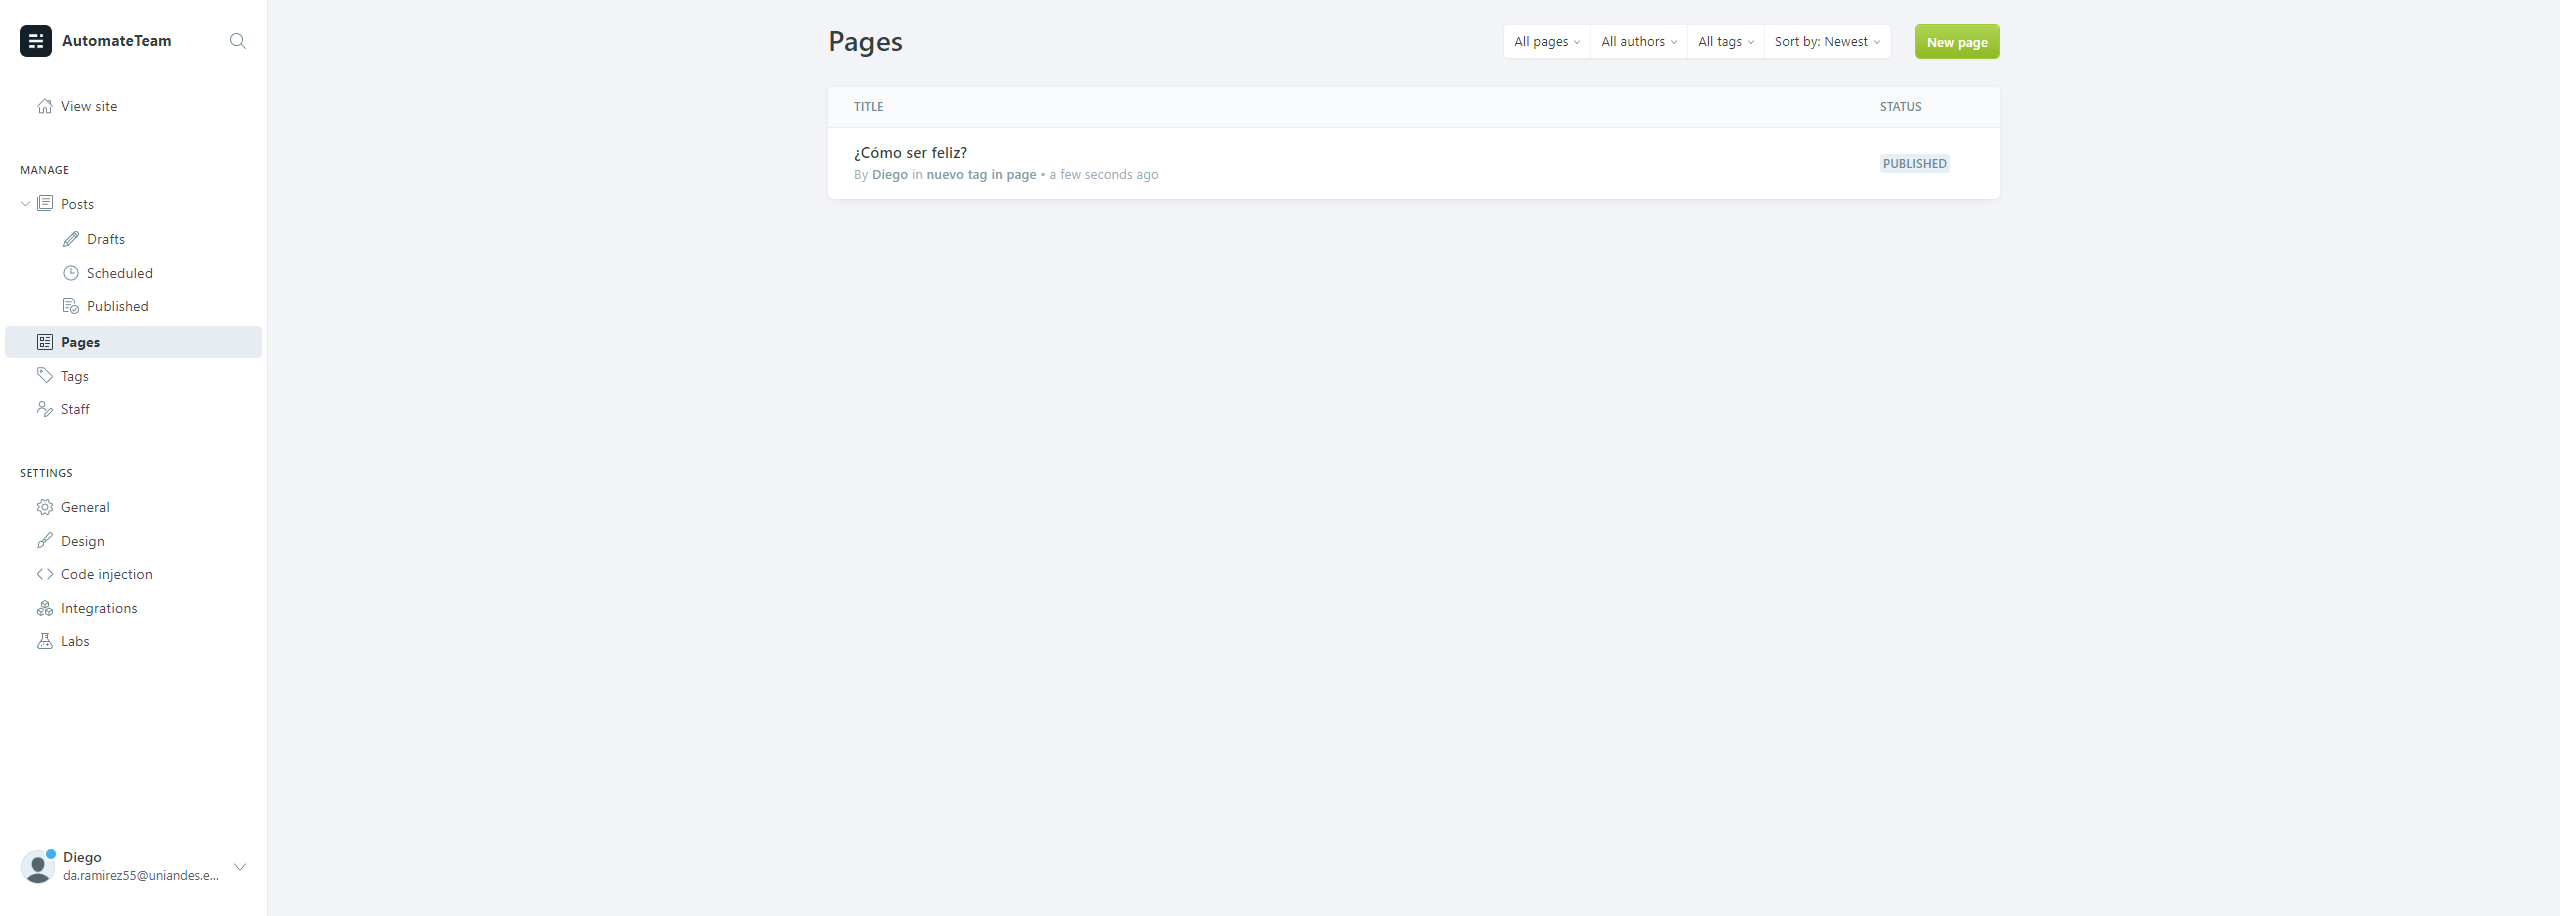 AutomateTeam
View site
MANAGE
Posts
Drafts
Scheduled
Published
Pages
Tags
Staff
SETTINGS
General
Design
Code injection
Integrations
Labs
Diego
da.ramirez55@uniandes.e...
Pages
All pages
All authors
All tags
Sort by: Newest
New page
TITLE
STATUS
¿Cómo ser feliz?
By Diego in nuevo tag in page • a few seconds ago
PUBLISHED